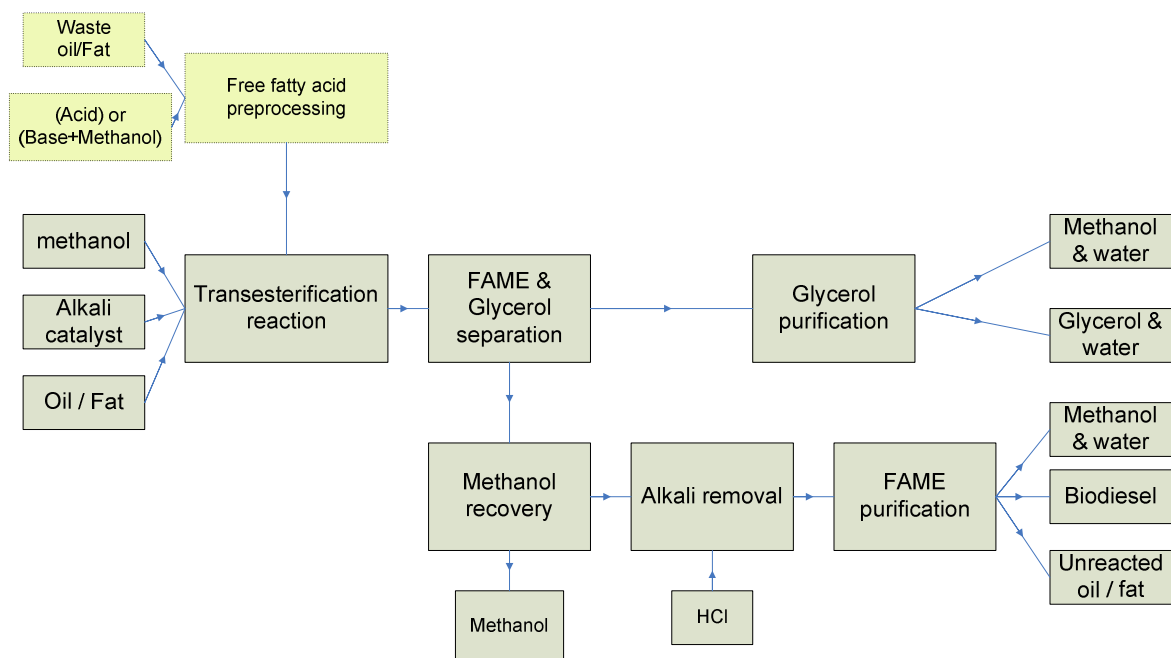 Waste
oil/Fat
Free fatty acid
preprocessing
(Acid) or
(Base+Methanol)
methanol
Alkali
catalyst
Oil / Fat
Transesterification
reaction
FAME &
Glycerol
separation
Glycerol
purification
Methanol
& water
Glycerol &
water
Methanol
recovery
Alkali removal
FAME
purification
Methanol
& water
Biodiesel
Unreacted
oil / fat
Methanol
HCl